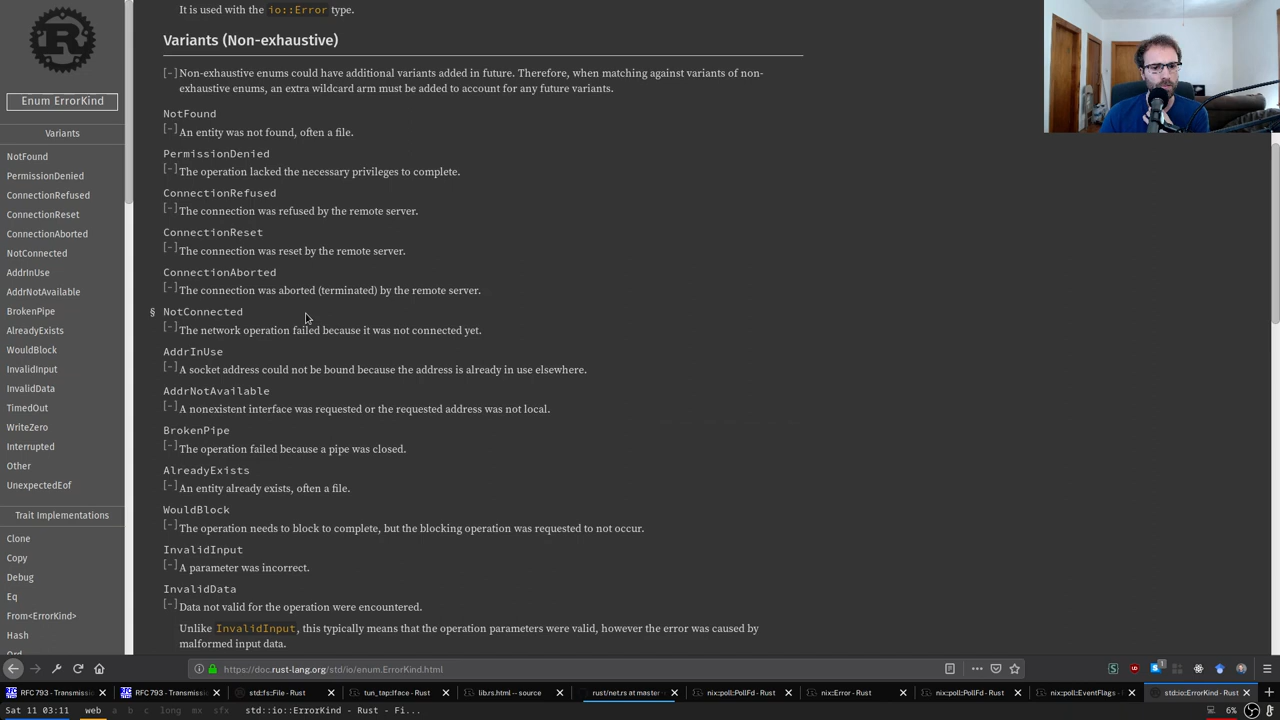 It is used with the io::Error type.
Variants (Non-exhaustive)
[-] Non-exhaustive enums could have additional variants added in future. Therefore, when matching against variants of non-
exhaustive enums, an extra wildcard arm must be added to account for any future variants.
NotFound
[-] An entity was not found, often a file.
PermissionDenied
[-] The operation lacked the necessary privileges to complete.
ConnectionRefused
[-] The connection was refused by the remote server.
ConnectionReset
[-] The connection was reset by the remote server.
ConnectionAborted
[-] The connection was aborted (terminated) by the remote server.
§ NotConnected
[-] The network operation failed because it was not connected yet.
AddrInUse
[-] A socket address could not be bound because the address is already in use elsewhere.
AddrNotAvailable
[-] A nonexistent interface was requested or the requested address was not local.
BrokenPipe
[-] The operation failed because a pipe was closed.
AlreadyExists
[-] An entity already exists, often a file.
WouldBlock
[-] The operation needs to block to complete, but the blocking operation was requested to not occur.
InvalidInput
[-] A parameter was incorrect.
InvalidData
[-] Data not valid for the operation were encountered.
Unlike InvalidInput, this typically means that the operation parameters were valid, however the error was caused by
malformed input data.
Enum ErrorKind
Variants
NotFound
PermissionDenied
ConnectionRefused
ConnectionReset
ConnectionAborted
NotConnected
AddrInUse
AddrNotAvailable
BrokenPipe
AlreadyExists
WouldBlock
InvalidInput
InvalidData
TimedOut
WriteZero
Interrupted
Other
UnexpectedEof
Trait Implementations
Clone
Copy
Debug
Eq
From<ErrorKind>
Hash
Ord
https://doc.rust-lang.org/std/io/enum.ErrorKind.html
RFC 793 - Transmissi
RFC 793 - Transmissi
std::fs::File - Rust
tun_tap::Iface - Rust
lib.rs.html -- source
rust/net.rs at master
nix::poll::PollFd - Rust
nix::Error - Rust
nix::poll::PollFd - Rust
nix::poll::EventFlags
std::io::ErrorKind - Rust
Sat 11 03:11 web a b c long mx sfx std::io::ErrorKind - Rust - Fi... 6%